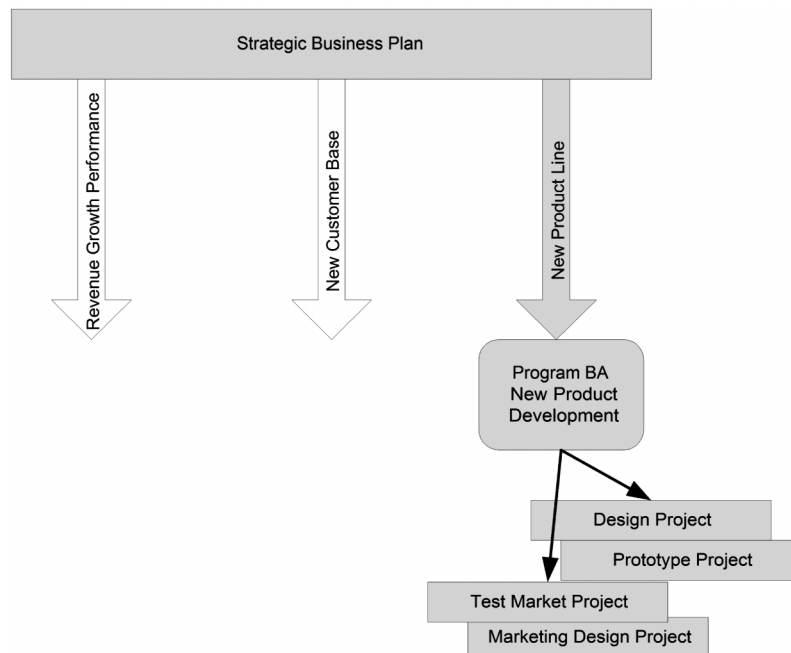 Strategic Business Plan
Revenue Growth Performance
New Customer Base
New Product Line
Program BA
New Product
Development
Design Project
Prototype Project
Test Market Project
Marketing Design Project